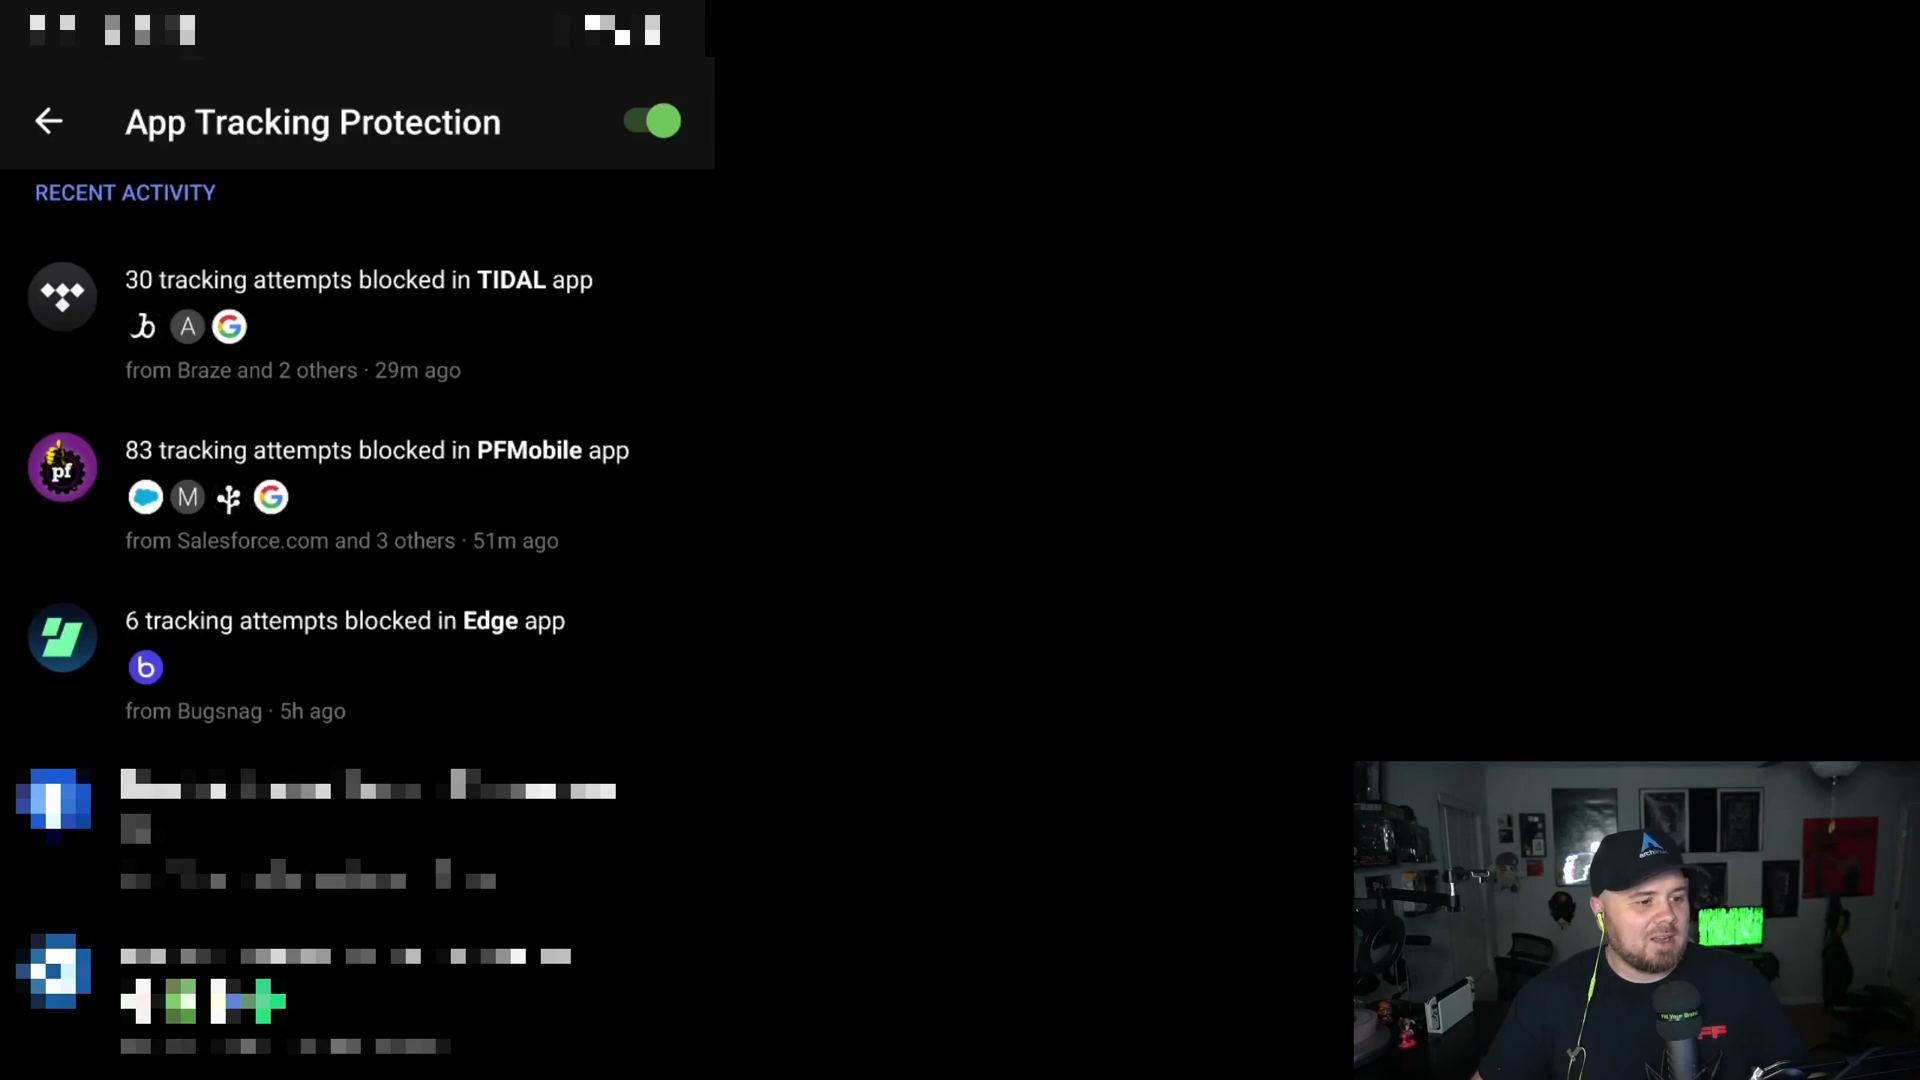 App Tracking Protection
RECENT ACTIVITY
30 tracking attempts blocked in TIDAL app
A
from Braze and 2 others · 29m ago
83 tracking attempts blocked in PFMobile app
pf
M
from Salesforce.com and 3 others · 51m ago
6 tracking attempts blocked in Edge app
b
from Bugsnag · 5h ago